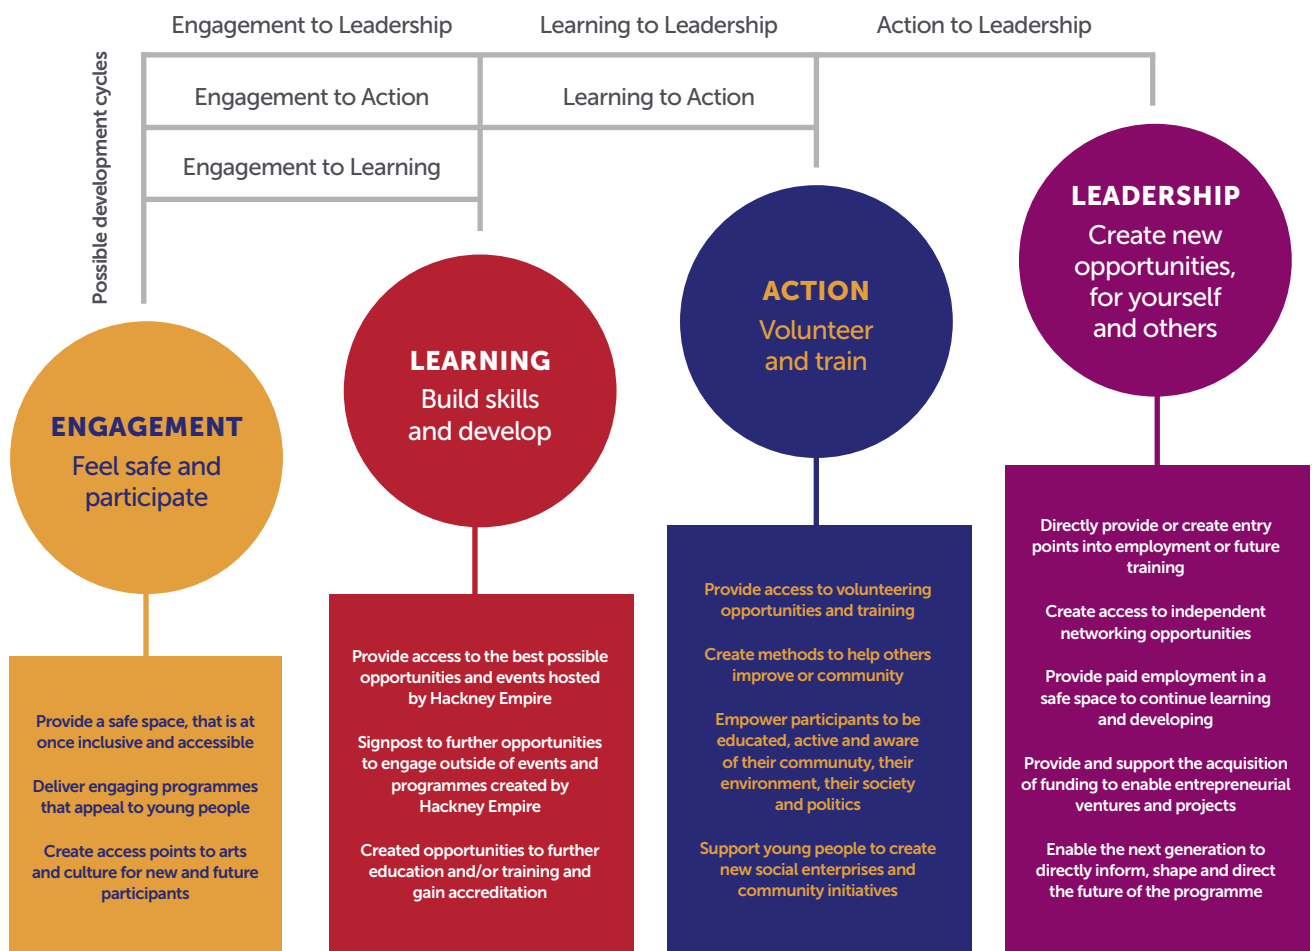 Engagement to Leadership
Learning to Leadership
Action to Leadership
Engagement to Action
Learning to Action
Engagement to Learning
Possible development cycles
ENGAGEMENT
Feel safe and
participate
Provide a safe space, that is at
once inclusive and accessible
Deliver engaging programmes
that appeal to young people
Create access points to arts
and culture for new and future
participants
LEARNING
Build skills
and develop
Provide access to the best possible
opportunities and events hosted
by Hackney Empire
Signpost to further opportunities
to engage outside of events and
programmes created by
Hackney Empire
Created opportunities to further
education and/or training and
gain accreditation
ACTION
Volunteer
and train
Provide access to volunteering
opportunities and training
Create methods to help others
improve or community
Empower participants to be
educated, active and aware
of their communuty, their
environment, their society
and politics
Support young people to create
new social enterprises and
community initiatives
LEADERSHIP
Create new
opportunities,
for yourself
and others
Directly provide or create entry
points into employment or future
training
Create access to independent
networking opportunities
Provide paid employment in a
safe space to continue learning
and developing
Provide and support the acquisition
of funding to enable entrepreneurial
ventures and projects
Enable the next generation to
directly inform, shape and direct
the future of the programme